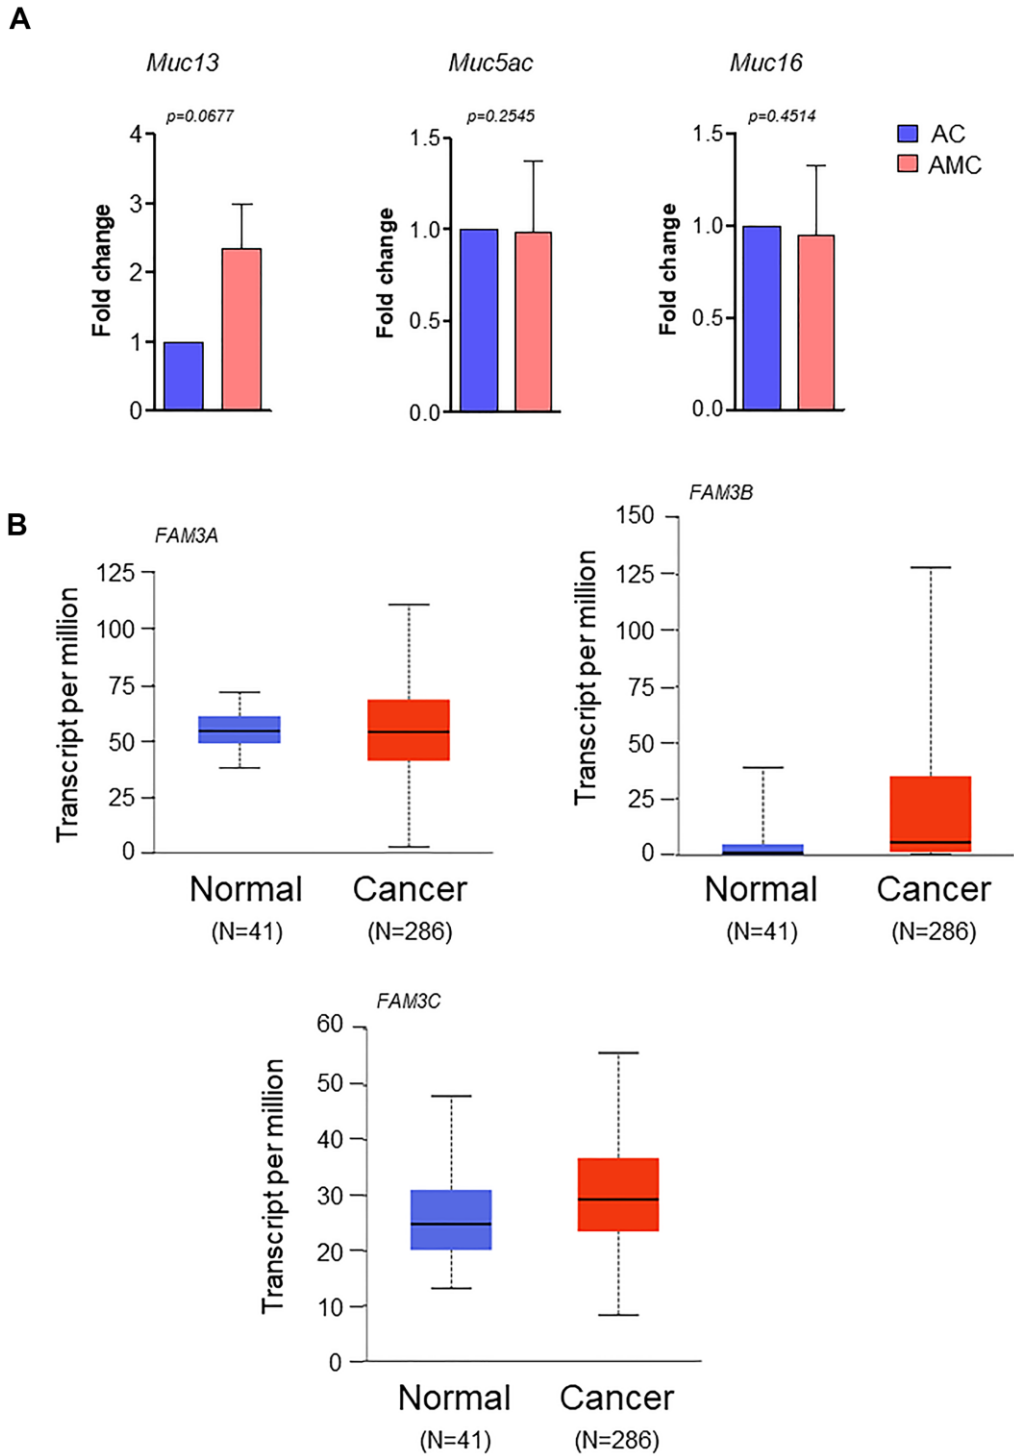 A
Muc13
Muc5ac
Muc16
p=0.0677
p=0.2545
p=0.4514
AC
AMC
Fold change
4
3
2
1
0
Fold change
1.5
1.0
0.5
0.0
Fold change
1.5
1.0
0.5
0.0
B
FAM3A
Transcript per million
125
100
75
50
25
0
Normal
Cancer
(N=41)
(N=286)
FAM3B
Transcript per million
150
125
100
75
50
25
0
Normal
Cancer
(N=41)
(N=286)
FAM3C
Transcript per million
60
50
40
30
20
10
0
Normal
Cancer
(N=41)
(N=286)